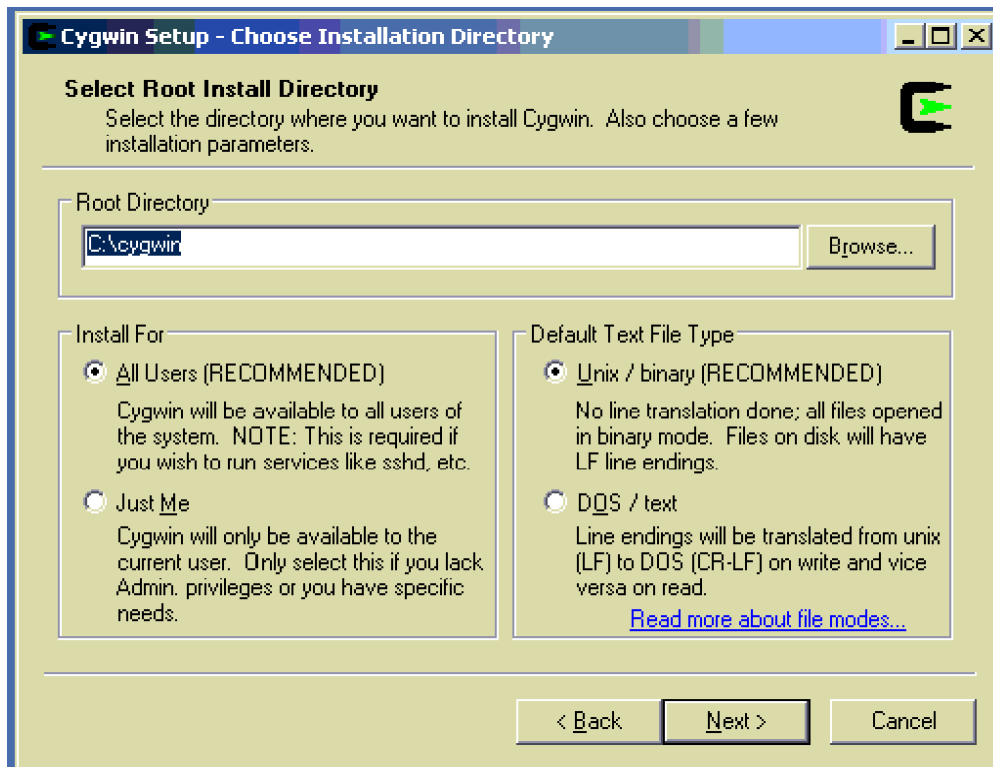 Cygwin Setup - Choose Installation Directory
Select Root Install Directory
Select the directory where you want to install Cygwin.  Also choose a few
installation parameters.
Root Directory
C:\cygwin
Browse...
Install For
All Users (RECOMMENDED)
Cygwin will be available to all users of
the system.  NOTE: This is required if
you wish to run services like sshd, etc.
Just Me
Cygwin will only be available to the
current user.  Only select this if you lack
Admin. privileges or you have specific
needs.
Default Text File Type
Unix / binary (RECOMMENDED)
No line translation done; all files opened
in binary mode.  Files on disk will have
LF line endings.
DOS / text
Line endings will be translated from unix
(LF) to DOS (CR-LF) on write and vice
versa on read.
Read more about file modes...
< Back
Next >
Cancel